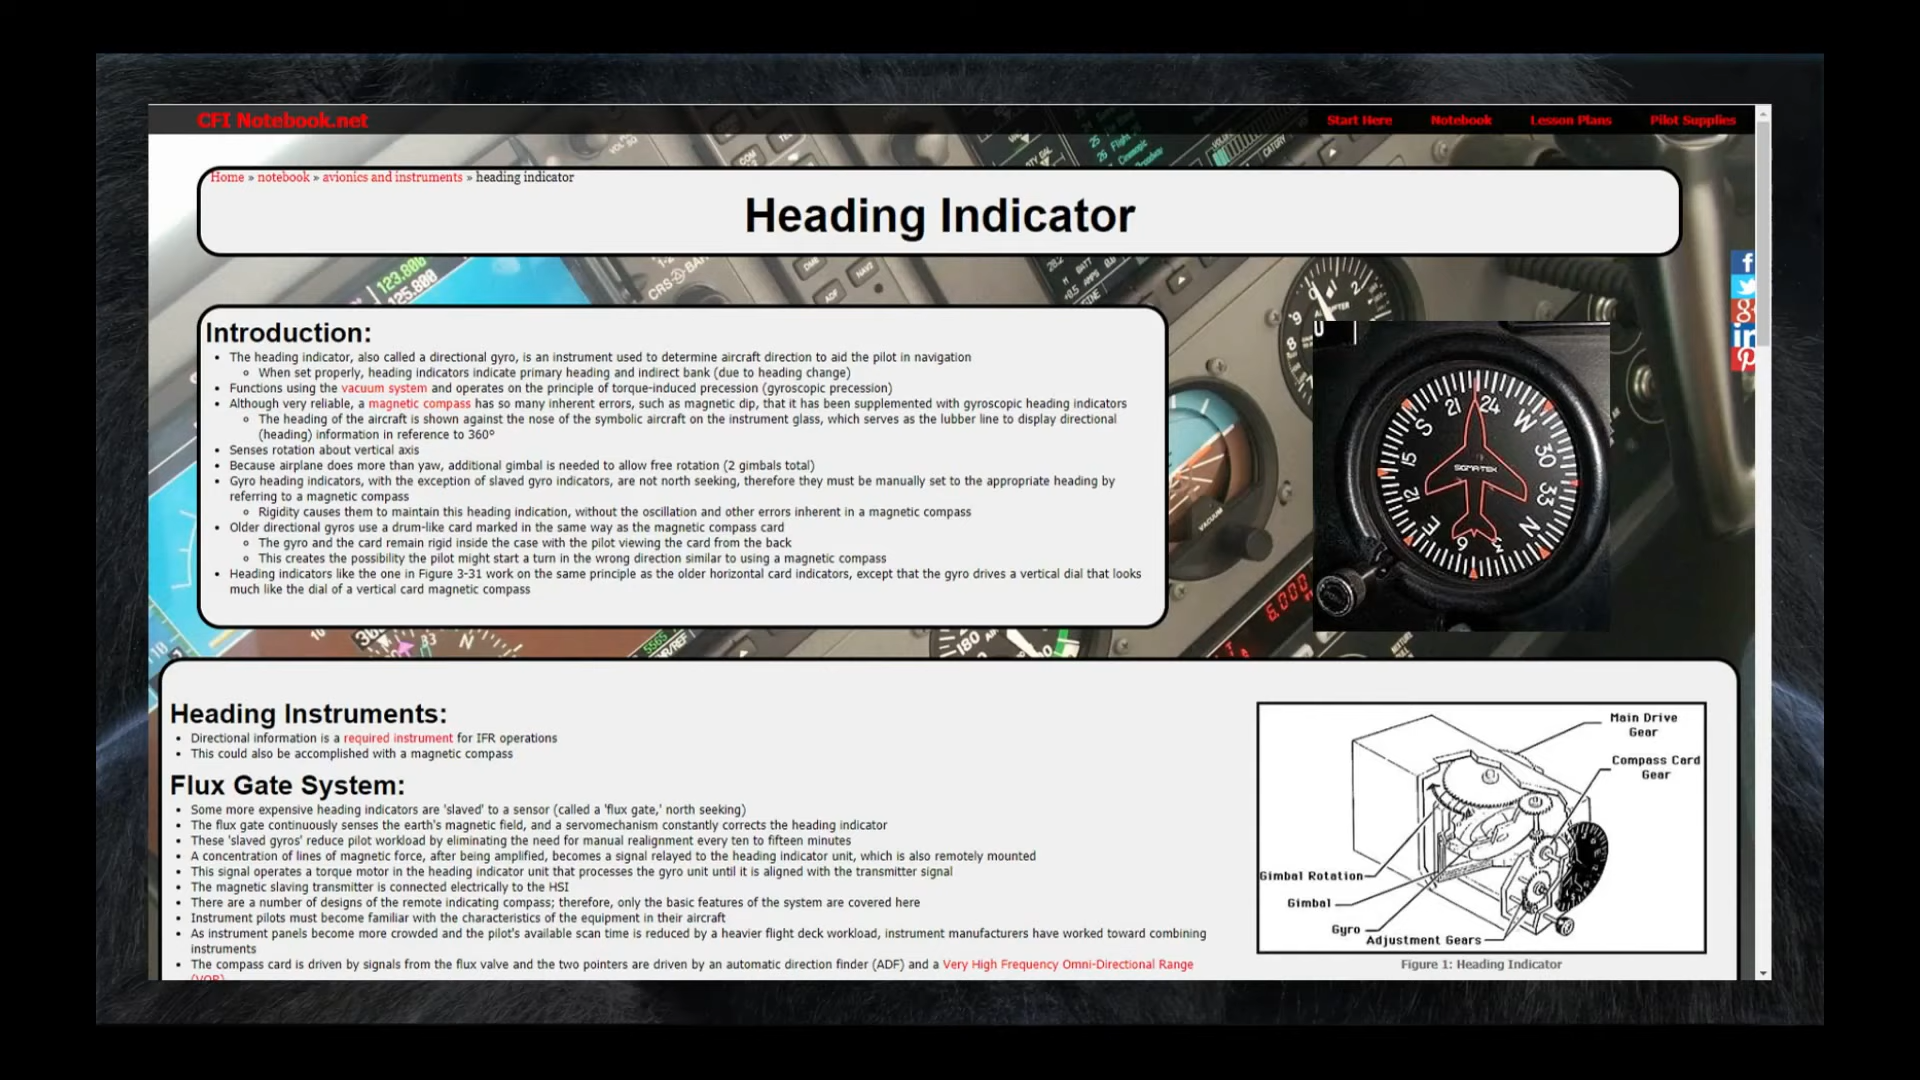 CFI Notebook.net
Start Here
Notebook
Lesson Plans
Pilot Supplies
Home » notebook » avionics and instruments » heading indicator
Heading Indicator
Introduction:
The heading indicator, also called a directional gyro, is an instrument used to determine aircraft direction to aid the pilot in navigation
When set properly, heading indicators indicate primary heading and indirect bank (due to heading change)
Functions using the vacuum system and operates on the principle of torque-induced precession (gyroscopic precession)
Although very reliable, a magnetic compass has so many inherent errors, such as magnetic dip, that it has been supplemented with gyroscopic heading indicators
The heading of the aircraft is shown against the nose of the symbolic aircraft on the instrument glass, which serves as the lubber line to display directional
(heading) information in reference to 360°
Senses rotation about vertical axis
Because airplane does more than yaw, additional gimbal is needed to allow free rotation (2 gimbals total)
Gyro heading indicators, with the exception of slaved gyro indicators, are not north seeking, therefore they must be manually set to the appropriate heading by
referring to a magnetic compass
Rigidity causes them to maintain this heading indication, without the oscillation and other errors inherent in a magnetic compass
Older directional gyros use a drum-like card marked in the same way as the magnetic compass card
The gyro and the card remain rigid inside the case with the pilot viewing the card from the back
This creates the possibility the pilot might start a turn in the wrong direction similar to using a magnetic compass
Heading indicators like the one in Figure 3-31 work on the same principle as the older horizontal card indicators, except that the gyro drives a vertical dial that looks
much like the dial of a vertical card magnetic compass
21 24 W 30 33 N 3 6 E 12 15 S
SIGMA-TEK
123.800
125.800
CRS-BARO
DME
NAV2
ADF
VACUUM
6.000
Heading Instruments:
Directional information is a required instrument for IFR operations
This could also be accomplished with a magnetic compass
Flux Gate System:
Some more expensive heading indicators are 'slaved' to a sensor (called a 'flux gate,' north seeking)
The flux gate continuously senses the earth's magnetic field, and a servomechanism constantly corrects the heading indicator
These 'slaved gyros' reduce pilot workload by eliminating the need for manual realignment every ten to fifteen minutes
A concentration of lines of magnetic force, after being amplified, becomes a signal relayed to the heading indicator unit, which is also remotely mounted
This signal operates a torque motor in the heading indicator unit that processes the gyro unit until it is aligned with the transmitter signal
The magnetic slaving transmitter is connected electrically to the HSI
There are a number of designs of the remote indicating compass; therefore, only the basic features of the system are covered here
Instrument pilots must become familiar with the characteristics of the equipment in their aircraft
As instrument panels become more crowded and the pilot's available scan time is reduced by a heavier flight deck workload, instrument manufacturers have worked toward combining
instruments
The compass card is driven by signals from the flux valve and the two pointers are driven by an automatic direction finder (ADF) and a Very High Frequency Omni-Directional Range
(VOR)
Main Drive
Gear
Compass Card
Gear
Gimbal Rotation
Gimbal
Gyro
Adjustment Gears
Figure 1: Heading Indicator